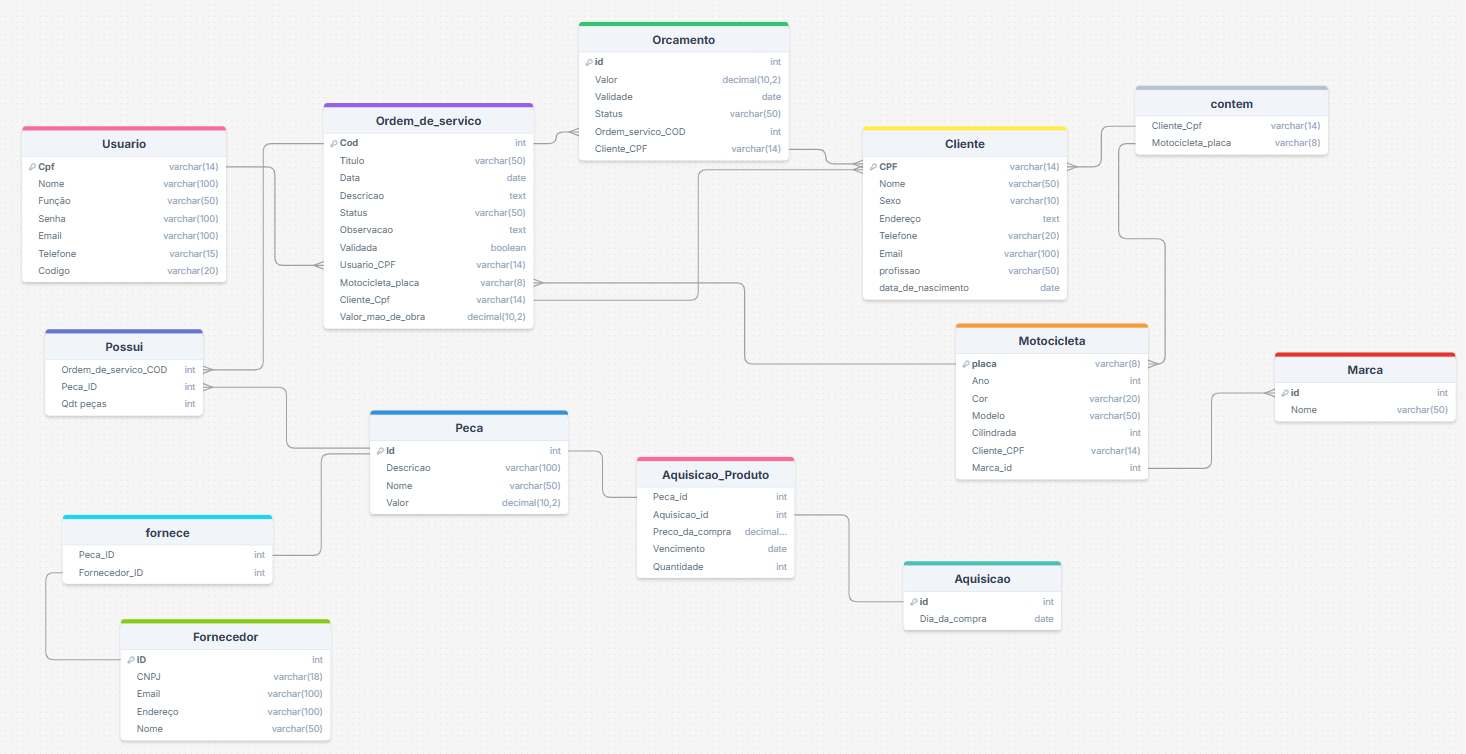 Orcamento
id int
Valor decimal(10,2)
Validade date
Status varchar(50)
Ordem_servico_COD int
Cliente_CPF varchar(14)
contem
Cliente_Cpf varchar(14)
Motocicleta_placa varchar(8)
Ordem_de_servico
Cod int
Titulo varchar(50)
Data date
Descricao text
Status varchar(50)
Observacao text
Validada boolean
Usuario_CPF varchar(14)
Motocicleta_placa varchar(8)
Cliente_Cpf varchar(14)
Valor_mao_de_obra decimal(10,2)
Usuario
Cpf varchar(14)
Nome varchar(100)
Função varchar(50)
Senha varchar(100)
Email varchar(100)
Telefone varchar(15)
Codigo varchar(20)
Cliente
CPF varchar(14)
Nome varchar(50)
Sexo varchar(10)
Endereço text
Telefone varchar(20)
Email varchar(100)
profissao varchar(50)
data_de_nascimento date
Possui
Ordem_de_servico_COD int
Peca_ID int
Qdt peças int
Motocicleta
placa varchar(8)
Ano int
Cor varchar(20)
Modelo varchar(50)
Cilindrada int
Cliente_CPF varchar(14)
Marca_id int
Marca
id int
Nome varchar(50)
Peca
Id int
Descricao varchar(100)
Nome varchar(50)
Valor decimal(10,2)
Aquisicao_Produto
Peca_id int
Aquisicao_id int
Preco_da_compra decimal...
Vencimento date
Quantidade int
fornece
Peca_ID int
Fornecedor_ID int
Aquisicao
id int
Dia_da_compra date
Fornecedor
ID int
CNPJ varchar(18)
Email varchar(100)
Endereço varchar(100)
Nome varchar(50)